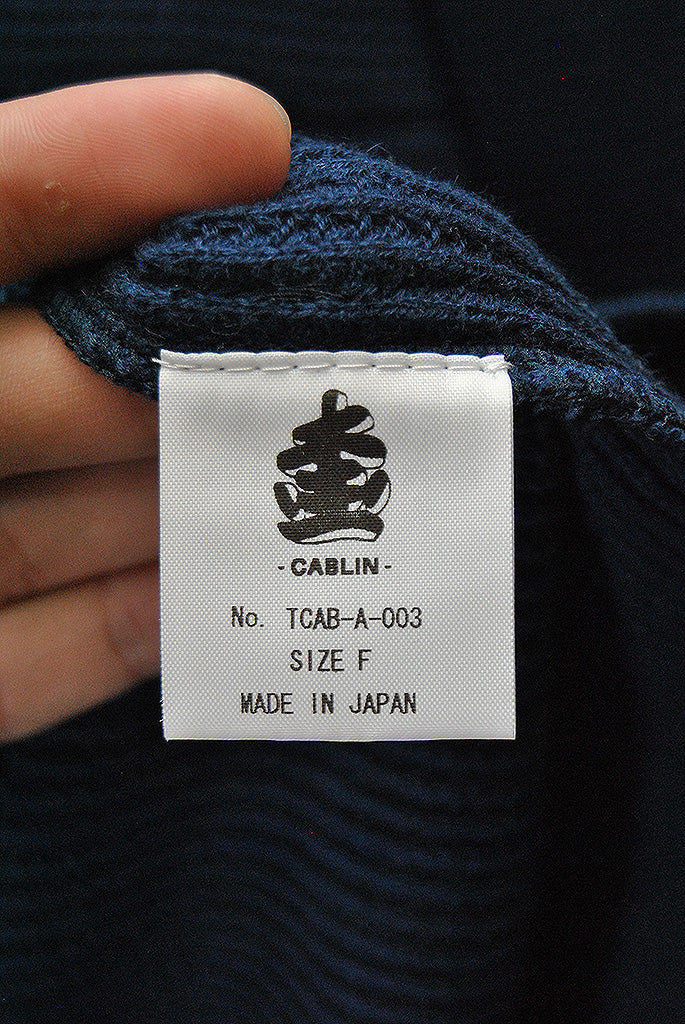 -CABLIN-
No. TCAB-A-003
SIZE F
MADE IN JAPAN